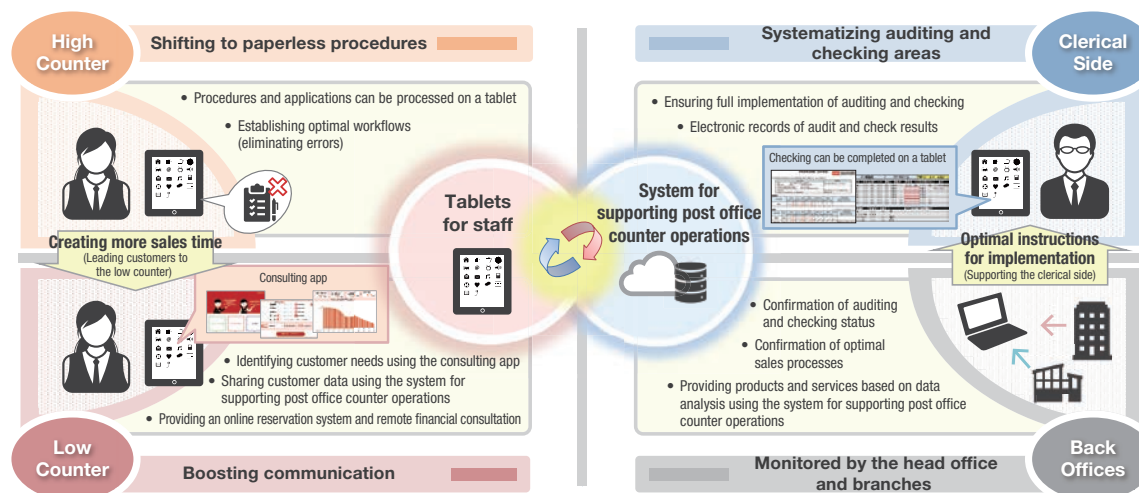 High
Counter
Shifting to paperless procedures
• Procedures and applications can be processed on a tablet
• Establishing optimal workflows
(eliminating errors)
Creating more sales time
(Leading customers to
the low counter)
Consulting app
• Identifying customer needs using the consulting app
• Sharing customer data using the system for
supporting post office counter operations
• Providing an online reservation system and remote financial consultation
Low
Counter
Boosting communication
Tablets
for staff
System for
supporting post office
counter operations
Systematizing auditing and
checking areas
Clerical
Side
• Ensuring full implementation of auditing and checking
• Electronic records of audit and check results
Checking can be completed on a tablet
Optimal instructions
for implementation
(Supporting the clerical side)
• Confirmation of auditing
and checking status
• Confirmation of optimal
sales processes
• Providing products and services based on data
analysis using the system for supporting post office
counter operations
Monitored by the head office
and branches
Back
Offices